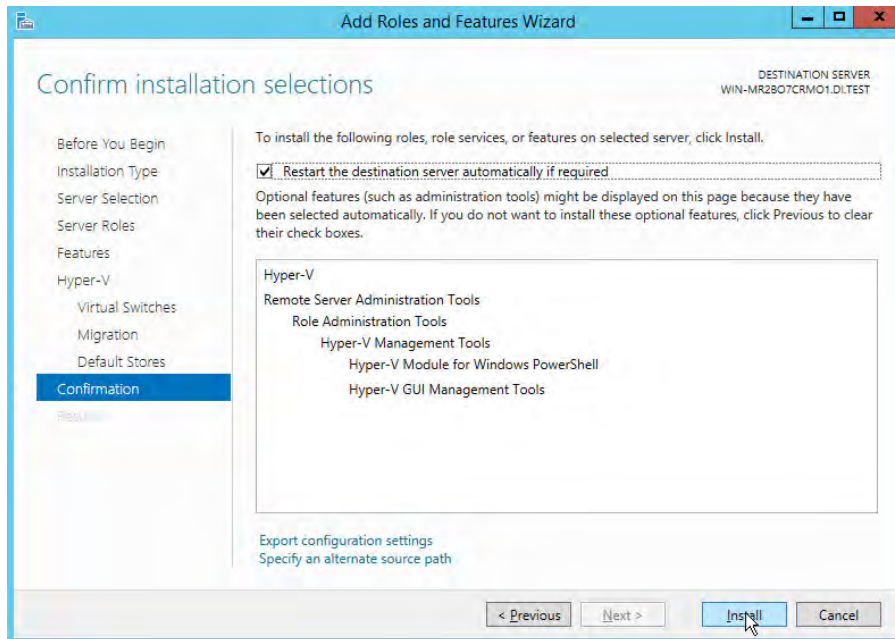 Add Roles and Features Wizard
Confirm installation selections
DESTINATION SERVER
WIN-MR2BO7CRMO1.DI.TEST
Before You Begin
Installation Type
Server Selection
Server Roles
Features
Hyper-V
Virtual Switches
Migration
Default Stores
Confirmation
Results
To install the following roles, role services, or features on selected server, click Install.
Restart the destination server automatically if required
Optional features (such as administration tools) might be displayed on this page because they have
been selected automatically. If you do not want to install these optional features, click Previous to clear
their check boxes.
Hyper-V
Remote Server Administration Tools
Role Administration Tools
Hyper-V Management Tools
Hyper-V Module for Windows PowerShell
Hyper-V GUI Management Tools
Export configuration settings
Specify an alternate source path
< Previous
Next >
Install
Cancel